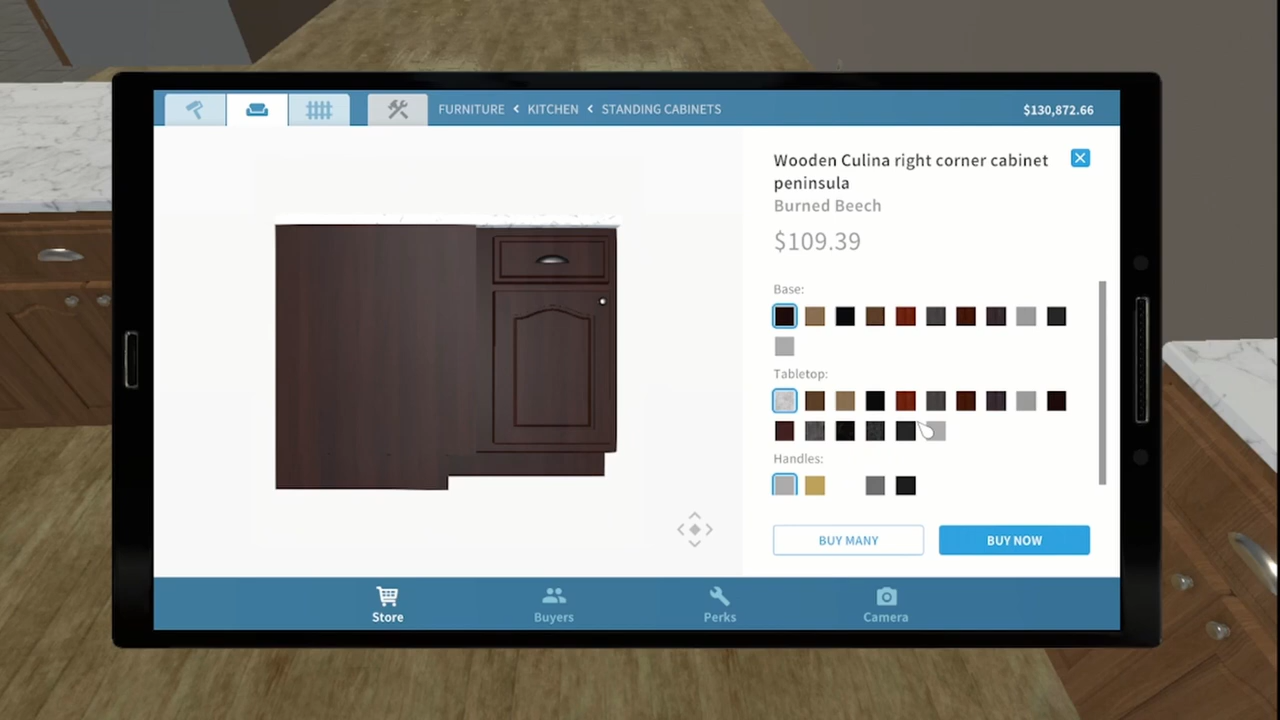 FURNITURE < KITCHEN < STANDING CABINETS
$130,872.66
Wooden Culina right corner cabinet
peninsula
Burned Beech
$109.39
Base:
Tabletop:
Handles:
BUY MANY
BUY NOW
Store
Buyers
Perks
Camera